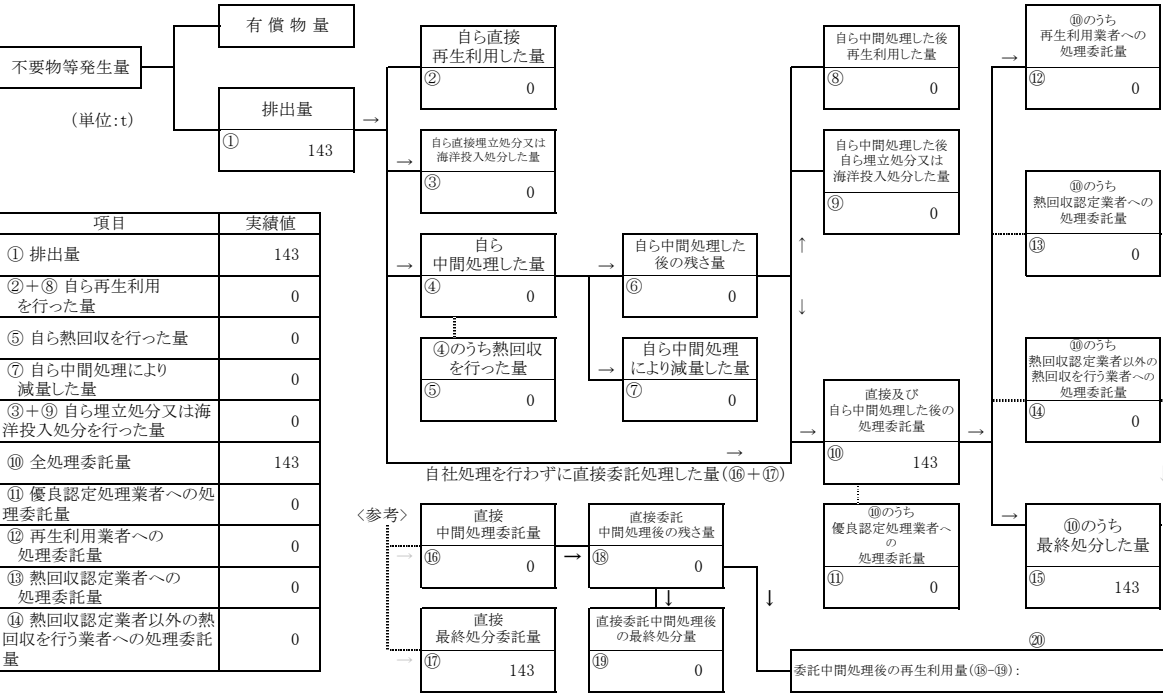 不要物等発生量
(単位:t)
有 償 物 量
排出量
① 143
→
自ら直接
再生利用した量
② 0
→
自ら直接埋立処分又は
海洋投入処分した量
③ 0
→
自ら
中間処理した量
④ 0
④のうち熱回収
を行った量
⑤ 0
→
自ら中間処理した
後の残さ量
⑥ 0
→
自ら中間処理
により減量した量
⑦ 0
自ら中間処理した後
再生利用した量
⑧ 0
自ら中間処理した後
自ら埋立処分又は
海洋投入処分した量
⑨ 0
↑
↓
→
自社処理を行わずに直接委託処理した量(⑯+⑰)
→
直接及び
自ら中間処理した後の
処理委託量
⑩ 143
⑩のうち
優良認定処理業者へ
の
処理委託量
⑪ 0
→
→
⑩のうち
再生利用業者への
処理委託量
⑫ 0
⑩のうち
熱回収認定業者への
処理委託量
⑬ 0
⑩のうち
熱回収認定業者以外の
熱回収を行う業者への
処理委託量
⑭ 0
→
⑩のうち
最終処分した量
⑮ 143
項目 実績値
① 排出量 143
②+⑧ 自ら再生利用
を行った量 0
⑤ 自ら熱回収を行った量 0
⑦ 自ら中間処理により
減量した量 0
③+⑨ 自ら埋立処分又は海
洋投入処分を行った量 0
⑩ 全処理委託量 143
⑪ 優良認定処理業者への処
理委託量 0
⑫ 再生利用業者への
処理委託量 0
⑬ 熱回収認定業者への
処理委託量 0
⑭ 熱回収認定業者以外の熱
回収を行う業者への処理委託
量 0
〈参考〉
→
直接
中間処理委託量
⑯ 0
→
直接委託
中間処理後の残さ量
⑱ 0
↓
↓
→
直接
最終処分委託量
⑰ 143
直接委託中間処理後
の最終処分量
⑲ 0
⑳
委託中間処理後の再生利用量(⑱-⑲):